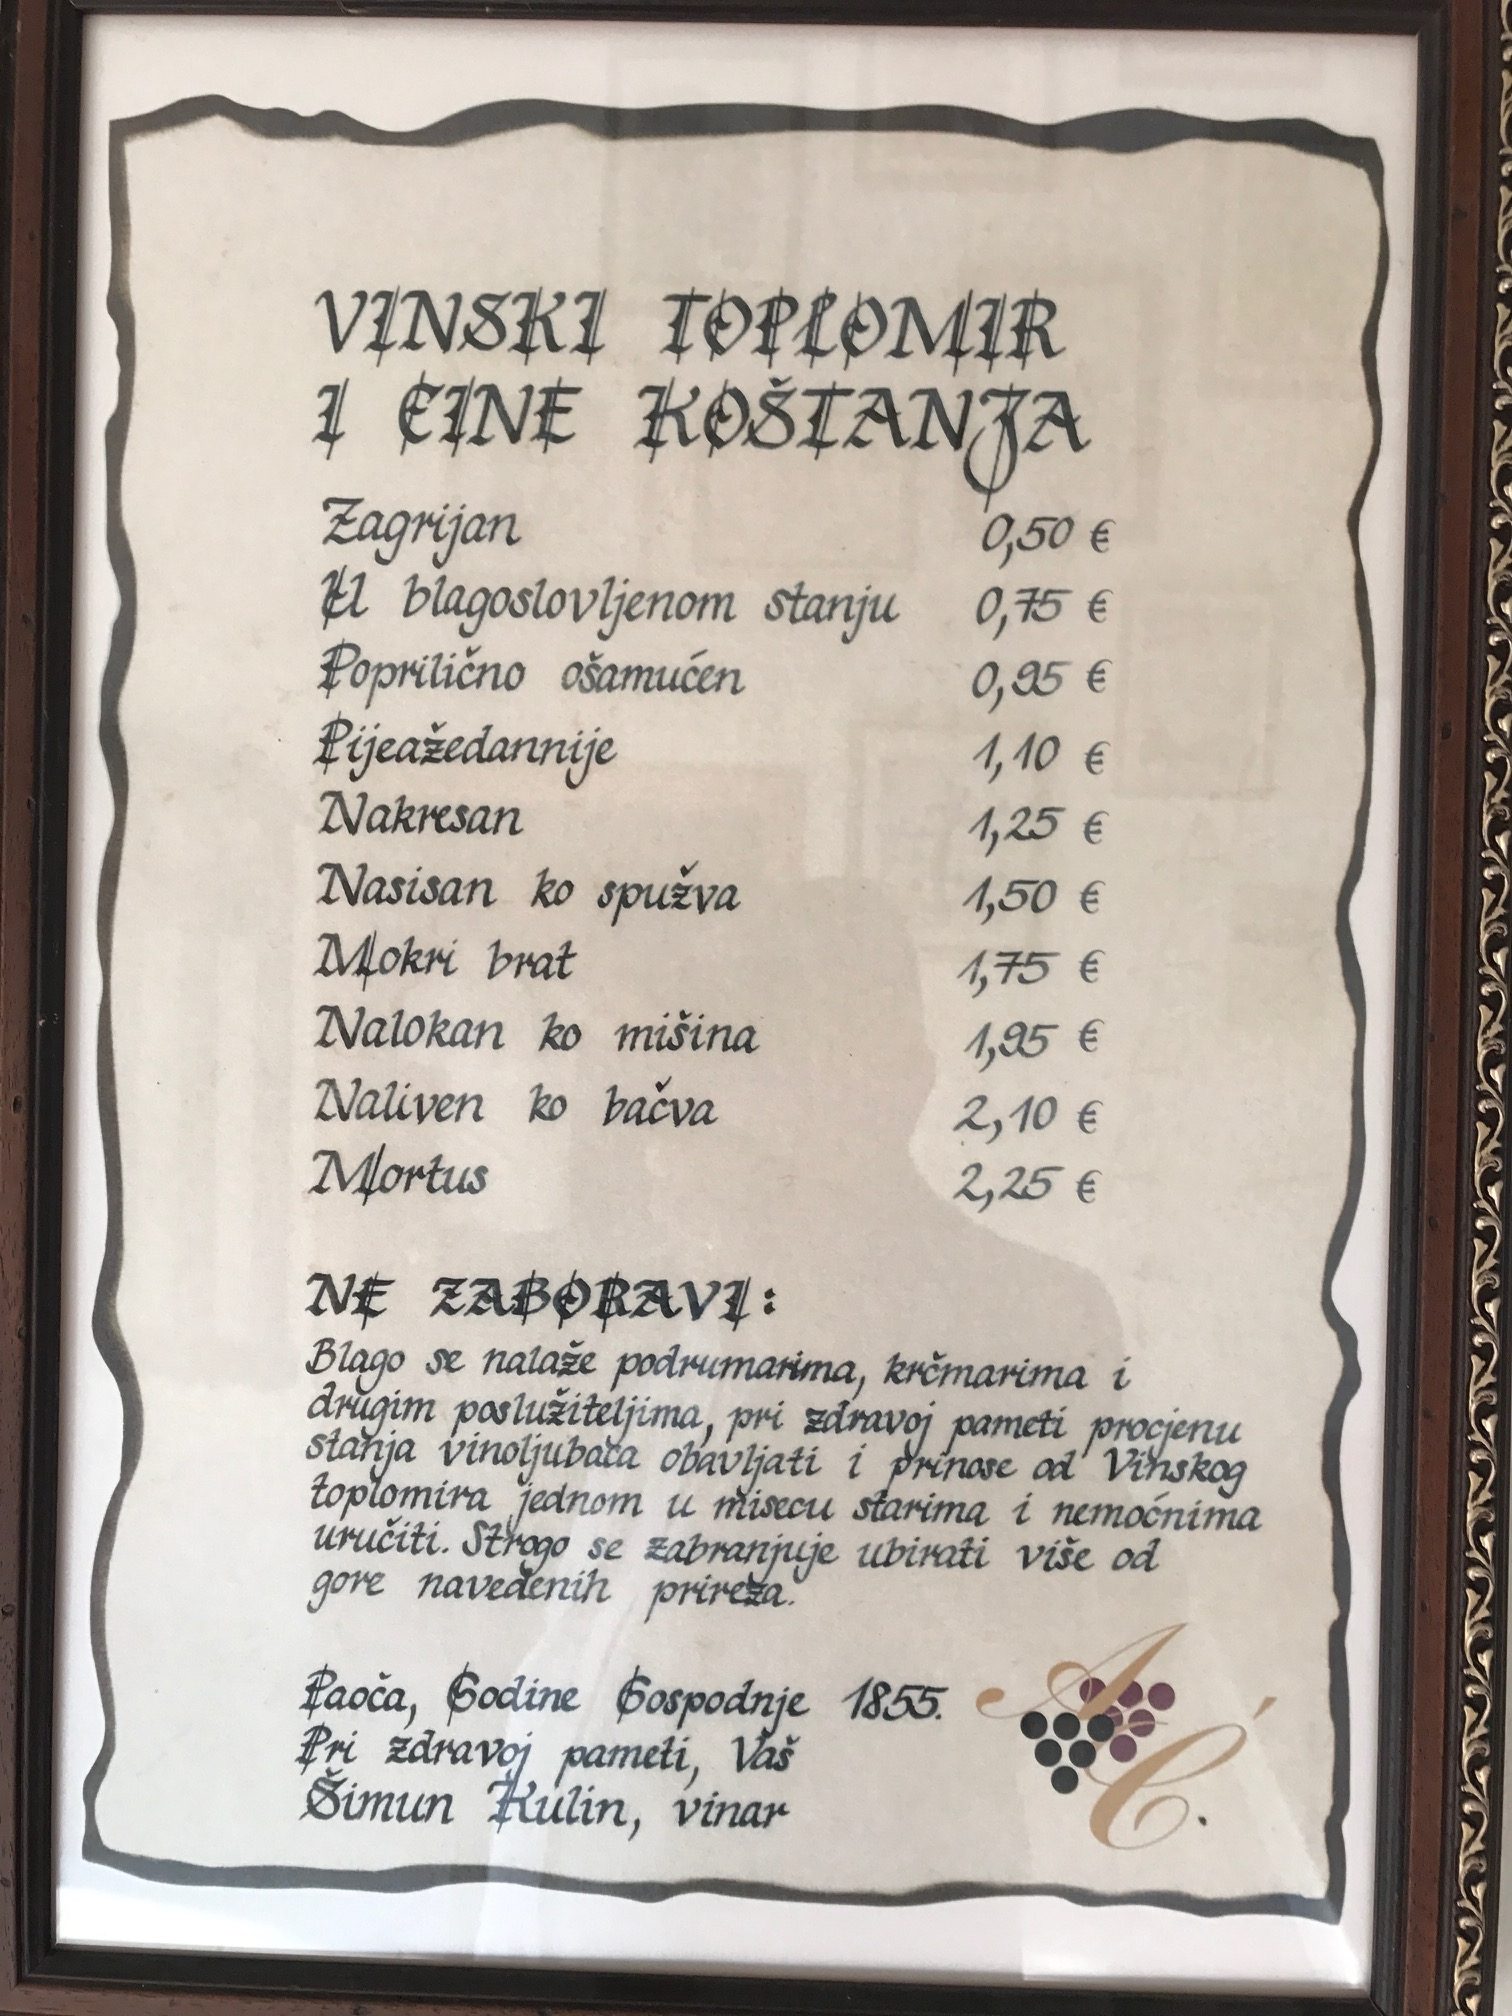 VINSKI TOPLOMIR
I CINE KOŠTANJA
Zagrijan 0,50 €
U blagoslovljenom stanju 0,75 €
Poprilično ošamućen 0,95 €
Pijeažedannije 1,10 €
Nakresan 1,25 €
Nasisan ko spužva 1,50 €
Mokri brat 1,75 €
Nalokan ko mišina 1,95 €
Naliven ko bačva 2,10 €
Mortus 2,25 €
NE ZABORAVI:
Blago se nalaže podrumarima, krčmarima i
drugim poslužiteljima, pri zdravoj pameti procjenu
stanja vinoljubaca obavljati i prinose od Vinskog
toplomira jednom u misecu starima i nemoćnima
uručiti. Strogo se zabranjuje ubirati više od
gore navedenih prireza.
Paoča, Godine Gospodnje 1855.
Pri zdravoj pameti, Vaš
Šimun Kulin, vinar
A Ć.